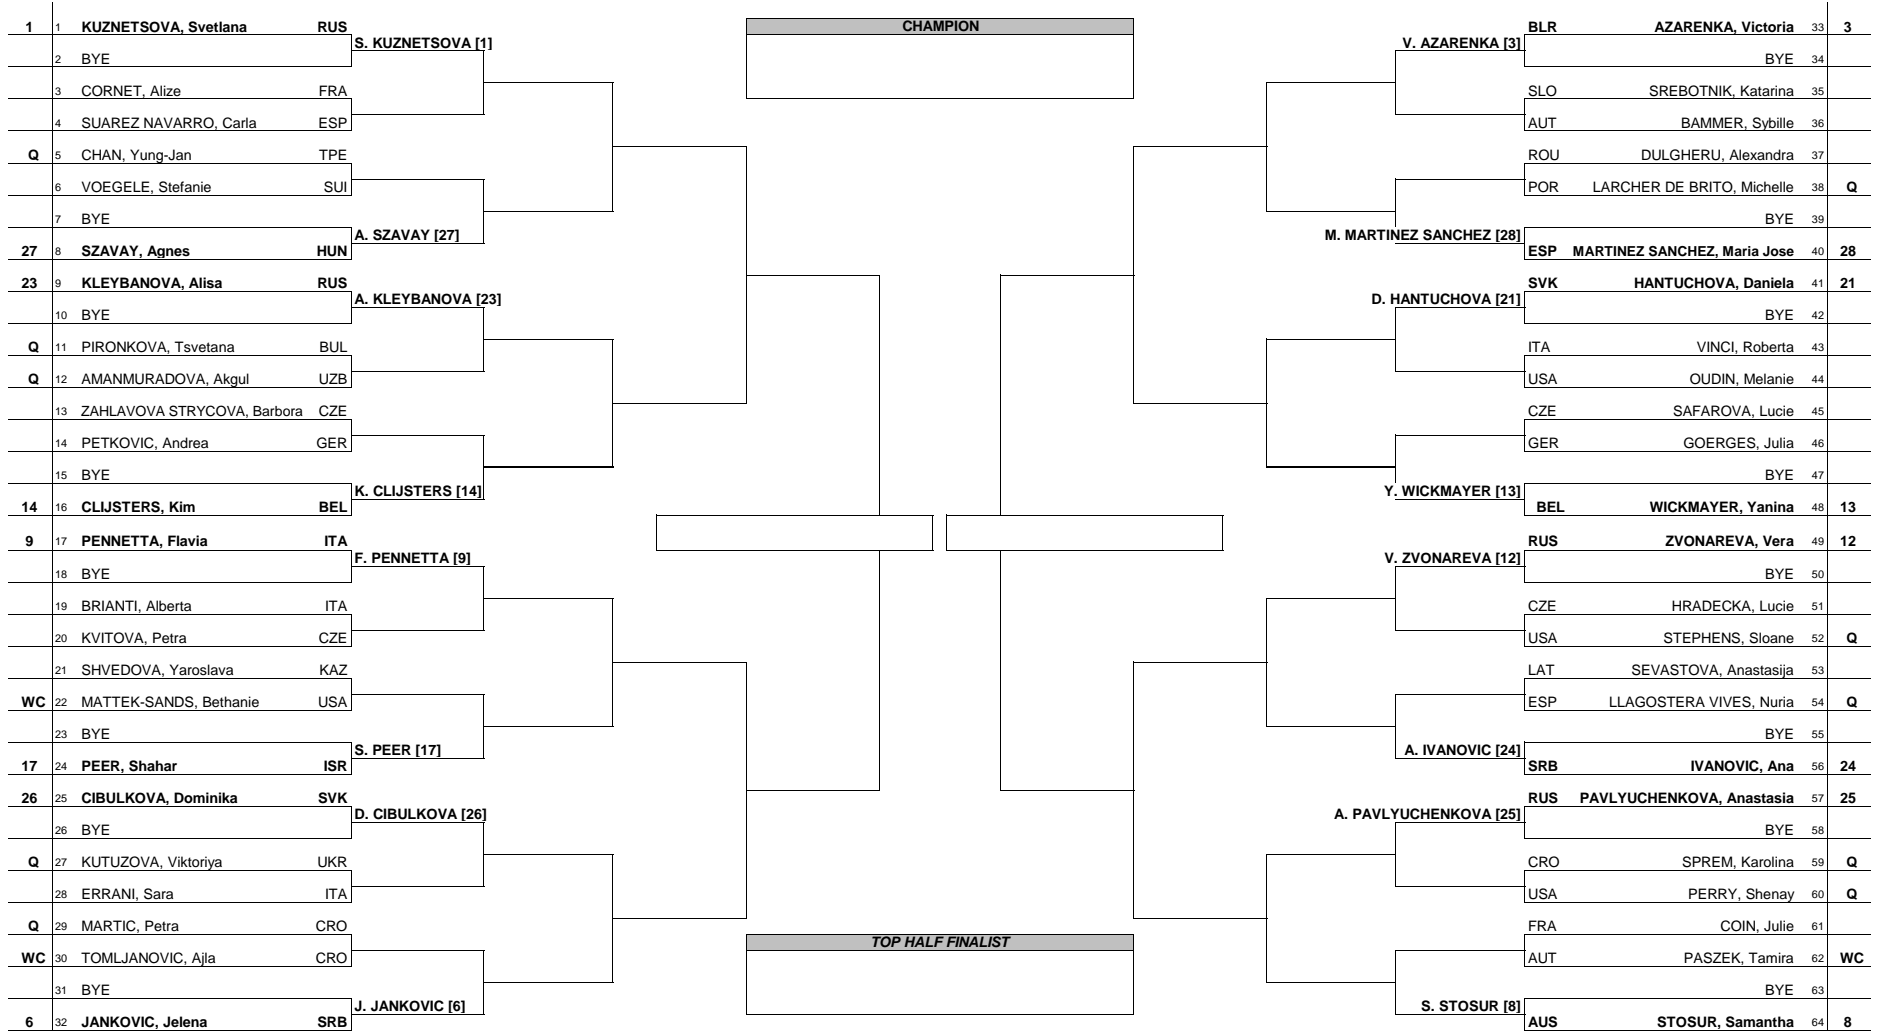 CHAMPION
1 1 KUZNETSOVA, Svetlana RUS
S. KUZNETSOVA [1]
2 BYE
3 CORNET, Alize FRA
4 SUAREZ NAVARRO, Carla ESP
Q 5 CHAN, Yung-Jan TPE
6 VOEGELE, Stefanie SUI
7 BYE
A. SZAVAY [27]
27 8 SZAVAY, Agnes HUN
23 9 KLEYBANOVA, Alisa RUS
A. KLEYBANOVA [23]
10 BYE
Q 11 PIRONKOVA, Tsvetana BUL
Q 12 AMANMURADOVA, Akgul UZB
13 ZAHLAVOVA STRYCOVA, Barbora CZE
14 PETKOVIC, Andrea GER
15 BYE
K. CLIJSTERS [14]
14 16 CLIJSTERS, Kim BEL
9 17 PENNETTA, Flavia ITA
F. PENNETTA [9]
18 BYE
19 BRIANTI, Alberta ITA
20 KVITOVA, Petra CZE
21 SHVEDOVA, Yaroslava KAZ
WC 22 MATTEK-SANDS, Bethanie USA
23 BYE
S. PEER [17]
17 24 PEER, Shahar ISR
26 25 CIBULKOVA, Dominika SVK
D. CIBULKOVA [26]
26 BYE
Q 27 KUTUZOVA, Viktoriya UKR
28 ERRANI, Sara ITA
Q 29 MARTIC, Petra CRO
WC 30 TOMLJANOVIC, Ajla CRO
31 BYE
J. JANKOVIC [6]
6 32 JANKOVIC, Jelena SRB
TOP HALF FINALIST
BLR AZARENKA, Victoria 33 3
V. AZARENKA [3]
BYE 34
SLO SREBOTNIK, Katarina 35
AUT BAMMER, Sybille 36
ROU DULGHERU, Alexandra 37
POR LARCHER DE BRITO, Michelle 38 Q
BYE 39
M. MARTINEZ SANCHEZ [28]
ESP MARTINEZ SANCHEZ, Maria Jose 40 28
SVK HANTUCHOVA, Daniela 41 21
D. HANTUCHOVA [21]
BYE 42
ITA VINCI, Roberta 43
USA OUDIN, Melanie 44
CZE SAFAROVA, Lucie 45
GER GOERGES, Julia 46
BYE 47
Y. WICKMAYER [13]
BEL WICKMAYER, Yanina 48 13
RUS ZVONAREVA, Vera 49 12
V. ZVONAREVA [12]
BYE 50
CZE HRADECKA, Lucie 51
USA STEPHENS, Sloane 52 Q
LAT SEVASTOVA, Anastasija 53
ESP LLAGOSTERA VIVES, Nuria 54 Q
BYE 55
A. IVANOVIC [24]
SRB IVANOVIC, Ana 56 24
RUS PAVLYUCHENKOVA, Anastasia 57 25
A. PAVLYUCHENKOVA [25]
BYE 58
CRO SPREM, Karolina 59 Q
USA PERRY, Shenay 60 Q
FRA COIN, Julie 61
AUT PASZEK, Tamira 62 WC
BYE 63
S. STOSUR [8]
AUS STOSUR, Samantha 64 8